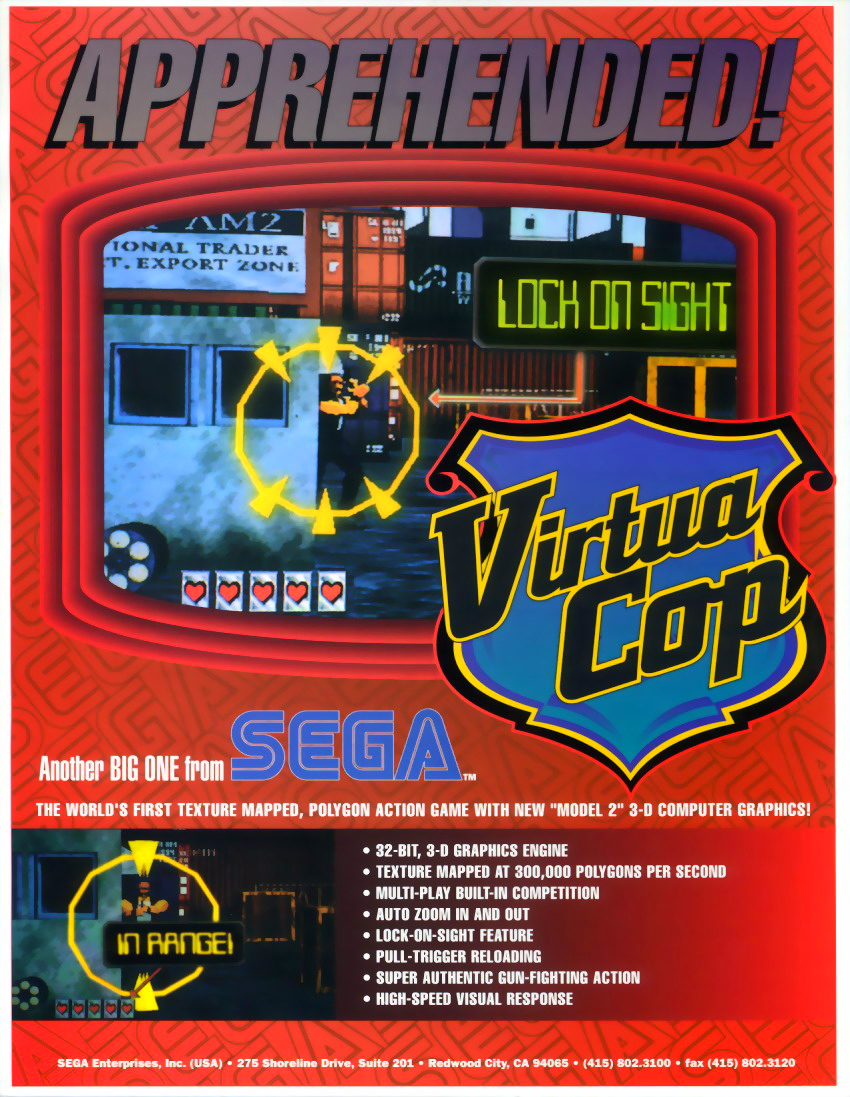 APPREHENDED!
AM2
IONAL TRADER
T. EXPORT ZONE
LOCK ON SIGHT
Virtua
Cop
Another BIG ONE from SEGA™
THE WORLD'S FIRST TEXTURE MAPPED, POLYGON ACTION GAME WITH NEW "MODEL 2" 3-D COMPUTER GRAPHICS!
IN RANGE!
• 32-BIT, 3-D GRAPHICS ENGINE
• TEXTURE MAPPED AT 300,000 POLYGONS PER SECOND
• MULTI-PLAY BUILT-IN COMPETITION
• AUTO ZOOM IN AND OUT
• LOCK-ON-SIGHT FEATURE
• PULL-TRIGGER RELOADING
• SUPER AUTHENTIC GUN-FIGHTING ACTION
• HIGH-SPEED VISUAL RESPONSE
SEGA Enterprises, Inc. (USA) • 275 Shoreline Drive, Suite 201 • Redwood City, CA 94065 • (415) 802.3100 • fax (415) 802.3120